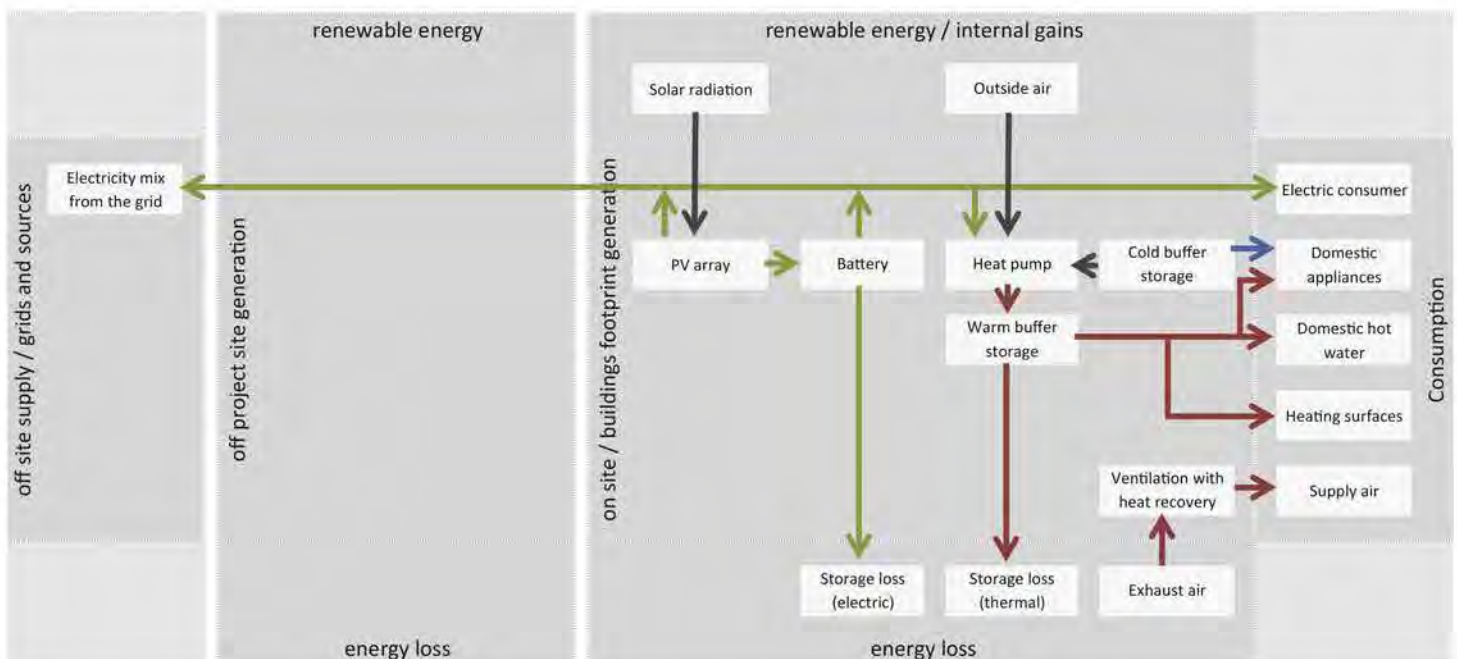 renewable energy
renewable energy / internal gains
Solar radiation
Outside air
off site supply / grids and sources
Electricity mix
from the grid
off project site generation
on site / buildings footprint generation
Electric consumer
PV array
Battery
Heat pump
Cold buffer
storage
Domestic
appliances
Warm buffer
storage
Domestic hot
water
Consumption
Heating surfaces
Ventilation with
heat recovery
Supply air
Storage loss
(electric)
Storage loss
(thermal)
Exhaust air
energy loss
energy loss